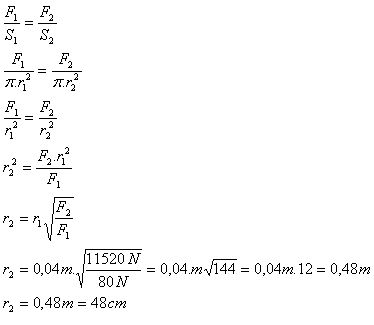 F₁/S₁ = F₂/S₂
F₁/π.r₁² = F₂/π.r₂²
F₁/r₁² = F₂/r₂²
r₂² = F₂.r₁²/F₁
r₂ = r₁√(F₂/F₁)
r₂ = 0,04m.√(11520 N/80 N) = 0,04.m√144 = 0,04m.12 = 0,48m
r₂ = 0,48m = 48cm